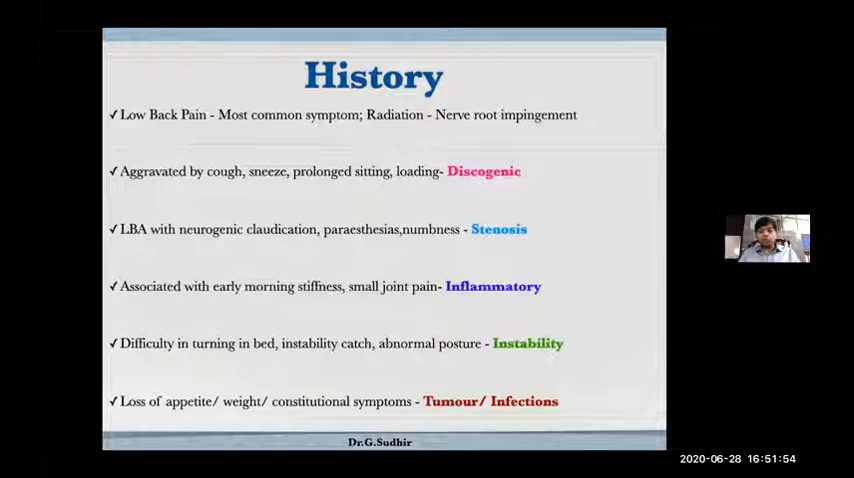 History
✓Low Back Pain - Most common symptom; Radiation - Nerve root impingement
✓Aggravated by cough, sneeze, prolonged sitting, loading- Discogenic
✓LBA with neurogenic claudication, paraesthesias,numbness - Stenosis
✓Associated with early morning stiffness, small joint pain- Inflammatory
✓Difficulty in turning in bed, instability catch, abnormal posture - Instability
✓Loss of appetite/ weight/ constitutional symptoms - Tumour/ Infections
Dr.G.Sudhir
2020-06-28 16:51:54